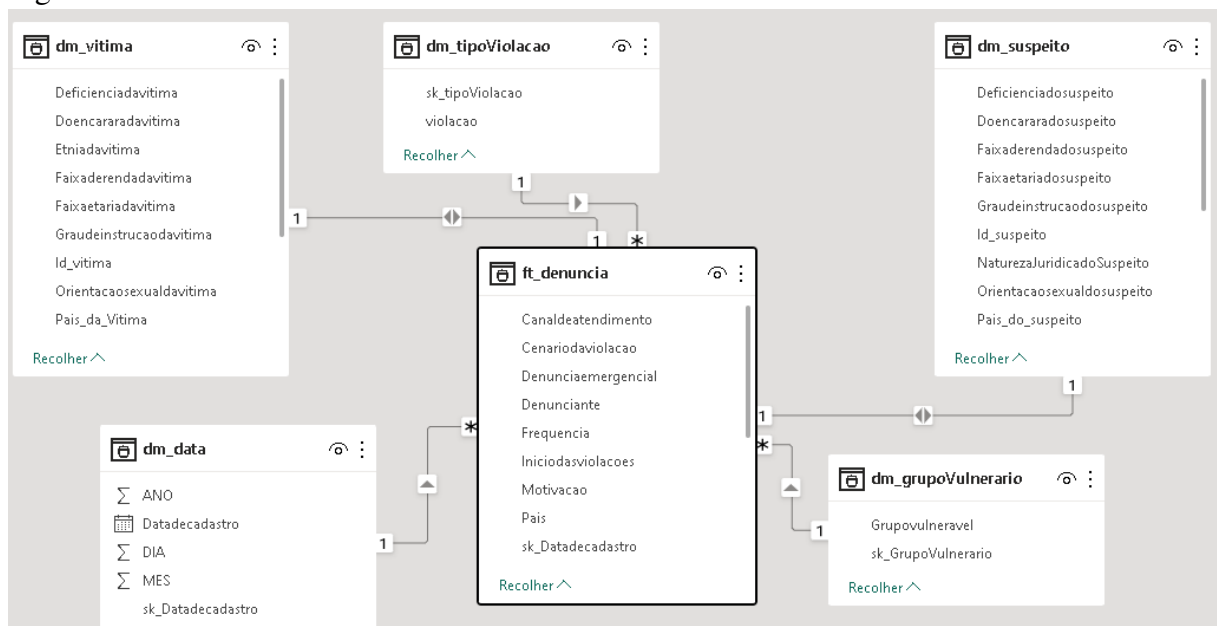 dm_vitima
Deficienciadavitima
Doencararadavitima
Etniadavitima
Faixaderendadavitima
Faixaetariadavitima
Graudeinstrucaodavitima
Id_vitima
Orientacaosexualdavitima
Pais_da_Vitima
Recolher
dm_tipoViolacao
sk_tipoViolacao
violacao
Recolher
dm_suspeito
Deficienciadosuspeito
Doencararadosuspeito
Faixaderendadosuspeito
Faixaetariadosuspeito
Graudeinstrucaodosuspeito
Id_suspeito
NaturezaJuridicadoSuspeito
Orientacaosexualdosuspeito
Pais_do_suspeito
Recolher
1
1
1
*
1
ft_denuncia
Canaldeatendimento
Cenariodaviolacao
Denunciaemergencial
Denunciante
Frequencia
Iniciodasviolacoes
Motivacao
Pais
sk_Datadecadastro
Recolher
*
1
1
*
1
dm_data
Σ ANO
Datadecadastro
Σ DIA
Σ MES
sk_Datadecadastro
dm_grupoVulnerario
Grupovulneravel
sk_GrupoVulnerario
Recolher
1